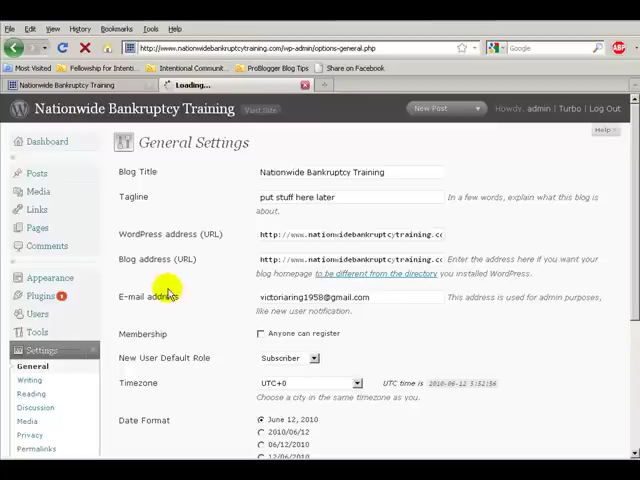 File Edit View History Bookmarks Tools Help
http://www.nationwidebankruptcytraining.com/wp-admin/options-general.php
Google
ABP
Most Visited Fellowship for Intenti... Intentional Communit... ProBlogger Blog Tips Share on Facebook
Nationwide Bankruptcy Training Loading...
Nationwide Bankruptcy Training Visit Site New Post Howdy, admin | Turbo | Log Out
Help
Dashboard
Posts
Media
Links
Pages
Comments
Appearance
Plugins 1
Users
Tools
Settings
General
Writing
Reading
Discussion
Media
Privacy
Permalinks
General Settings
Blog Title Nationwide Bankruptcy Training
Tagline put stuff here later In a few words, explain what this blog is
about.
WordPress address (URL) http://www.nationwidebankruptcytraining.co
Blog address (URL) http://www.nationwidebankruptcytraining.co Enter the address here if you want your
blog homepage to be different from the directory you installed WordPress.
E-mail address victoriaring1958@gmail.com This address is used for admin purposes,
like new user notification.
Membership Anyone can register
New User Default Role Subscriber
Timezone UTC+0 UTC time is 2010-06-12 5:52:56
Choose a city in the same timezone as you.
Date Format June 12, 2010
2010/06/12
06/12/2010
12/06/2010